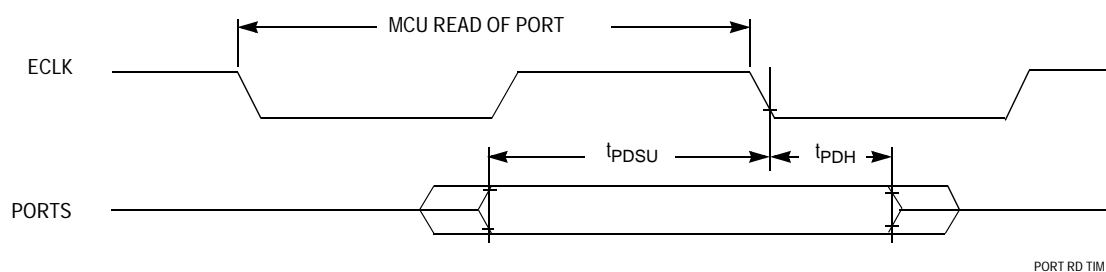 MCU READ OF PORT
ECLK
tPDSU
tPDH
PORTS
PORT RD TIM